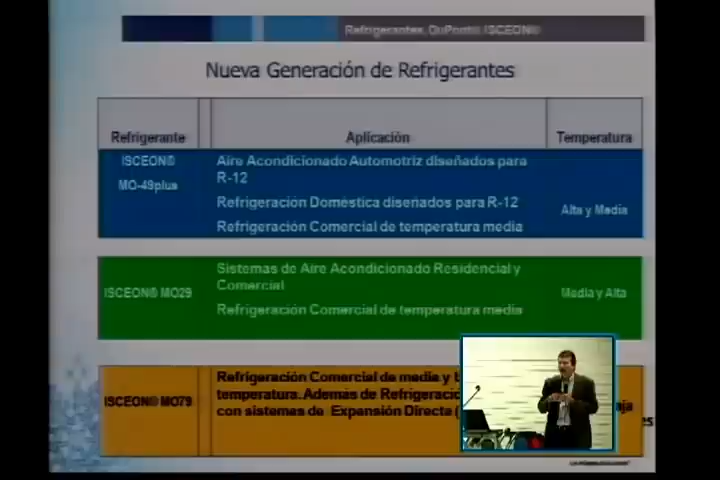 Refrigerantes, DuPont® ISCEON®
Nueva Generación de Refrigerantes
Refrigerante
Aplicación
Temperatura
ISCEON®
MO-49plus
Aire Acondicionado Automotriz diseñados para
R-12
Refrigeración Doméstica diseñados para R-12
Refrigeración Comercial de temperatura media
Alta y Media
ISCEON® MO29
Sistemas de Aire Acondicionado Residencial y
Comercial
Refrigeración Comercial de temperatura media
Media y Alta
ISCEON® MO79
Refrigeración Comercial de media y
temperatura. Además de Refrigeració
con sistemas de Expansión Directa (